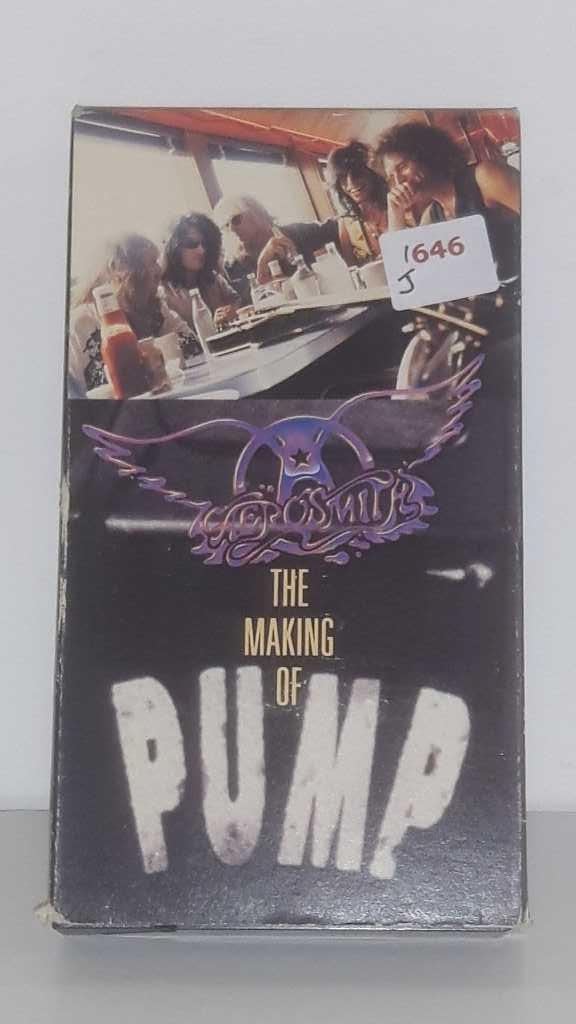 1646
J
AEROSMITH
THE
MAKING
OF
PUMP